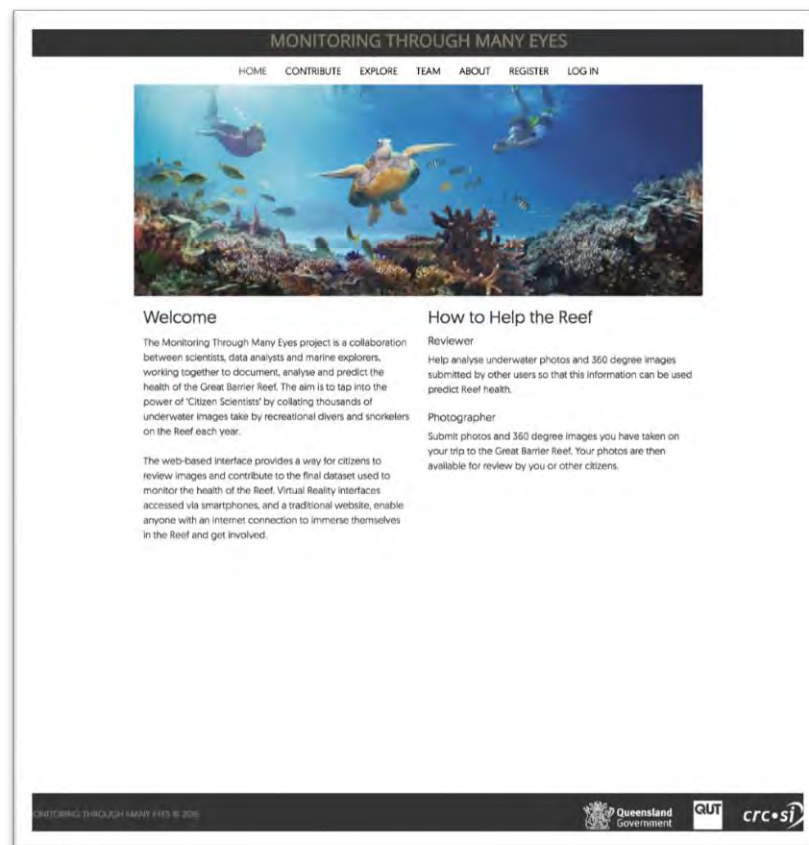 MONITORING THROUGH MANY EYES
HOME CONTRIBUTE EXPLORE TEAM ABOUT REGISTER LOG IN
Welcome
The Monitoring Through Many Eyes project is a collaboration
between scientists, data analysts and marine explorers,
working together to document, analyse and predict the
health of the Great Barrier Reef. The aim is to tap into the
power of 'Citizen Scientists' by collating thousands of
underwater images take by recreational divers and snorkelers
on the Reef each year.
The web-based interface provides a way for citizens to
review images and contribute to the final dataset used to
monitor the health of the Reef. Virtual Reality interfaces
accessed via smartphones, and a traditional website, enable
anyone with an internet connection to immerse themselves
in the Reef and get involved.
How to Help the Reef
Reviewer
Help analyse underwater photos and 360 degree images
submitted by other users so that this information can be used
predict Reef health.
Photographer
Submit photos and 360 degree images you have taken on
your trip to the Great Barrier Reef. Your photos are then
available for review by you or other citizens.
MONITORING THROUGH MANY EYES ©
Queensland
Government
QUT
crc•si